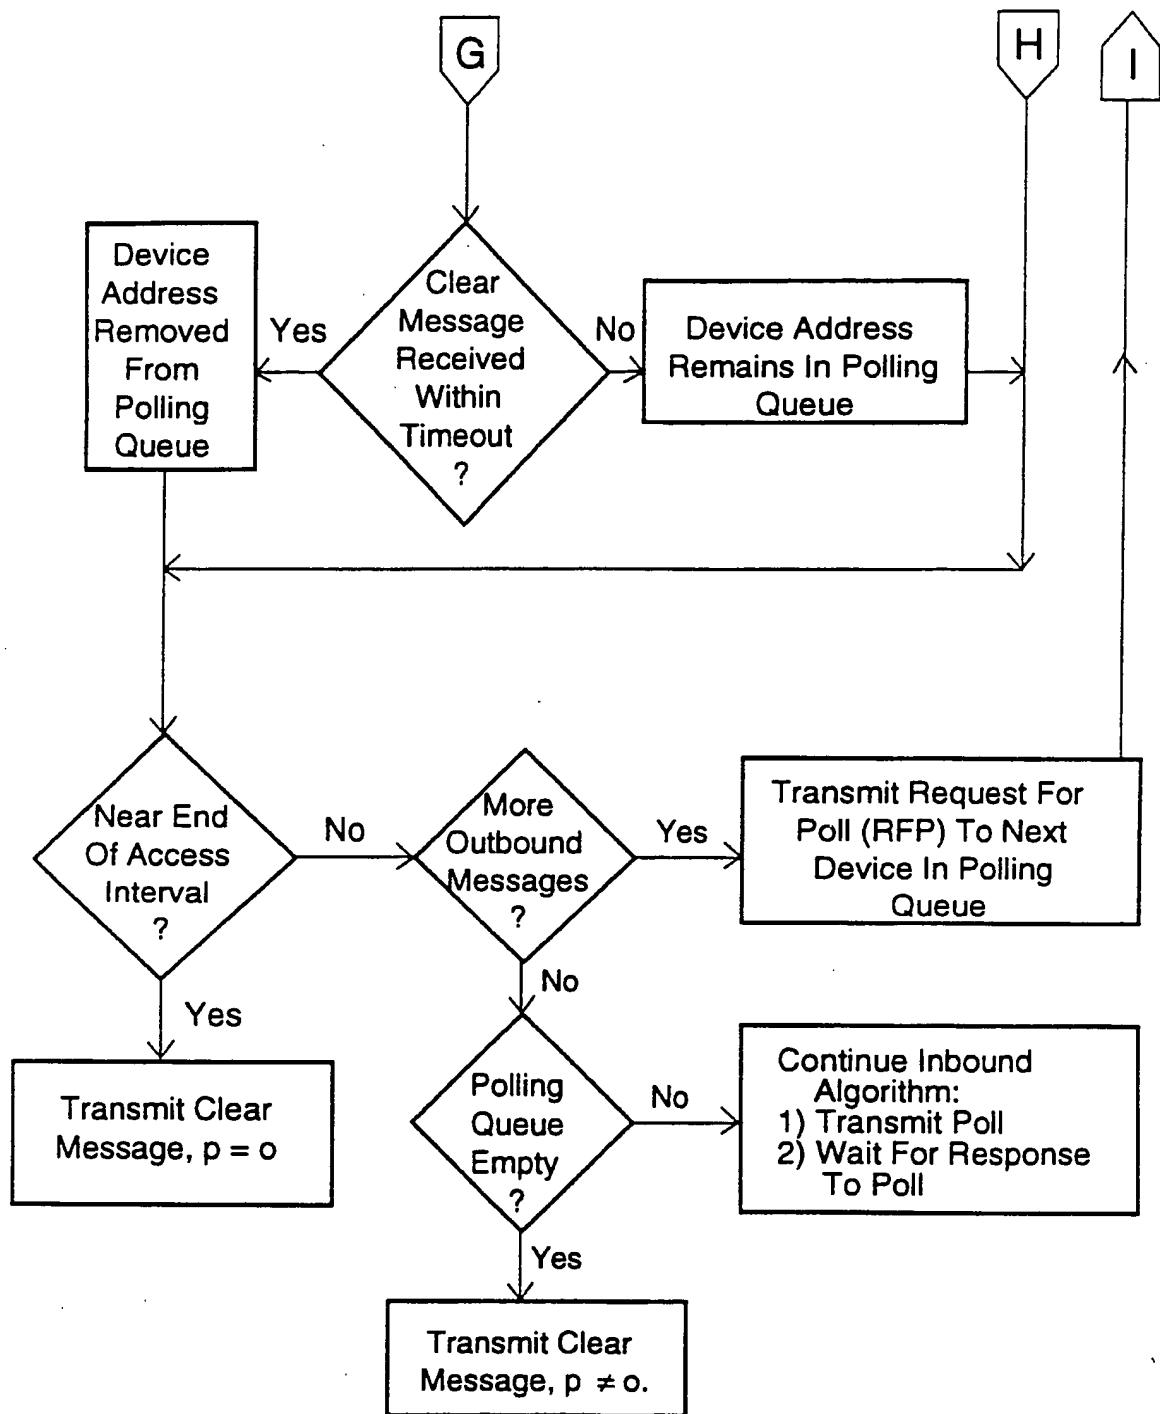 G
H
I
Device
Address
Removed
From
Polling
Queue
Yes
Clear
Message
Received
Within
Timeout
?
No
Device Address
Remains In Polling
Queue
Near End
Of Access
Interval
?
No
More
Outbound
Messages
?
Yes
Transmit Request For
Poll (RFP) To Next
Device In Polling
Queue
Yes
No
Transmit Clear
Message, p = o
Polling
Queue
Empty
?
No
Continue Inbound
Algorithm:
1) Transmit Poll
2) Wait For Response
To Poll
Yes
Transmit Clear
Message, p ≠ o.